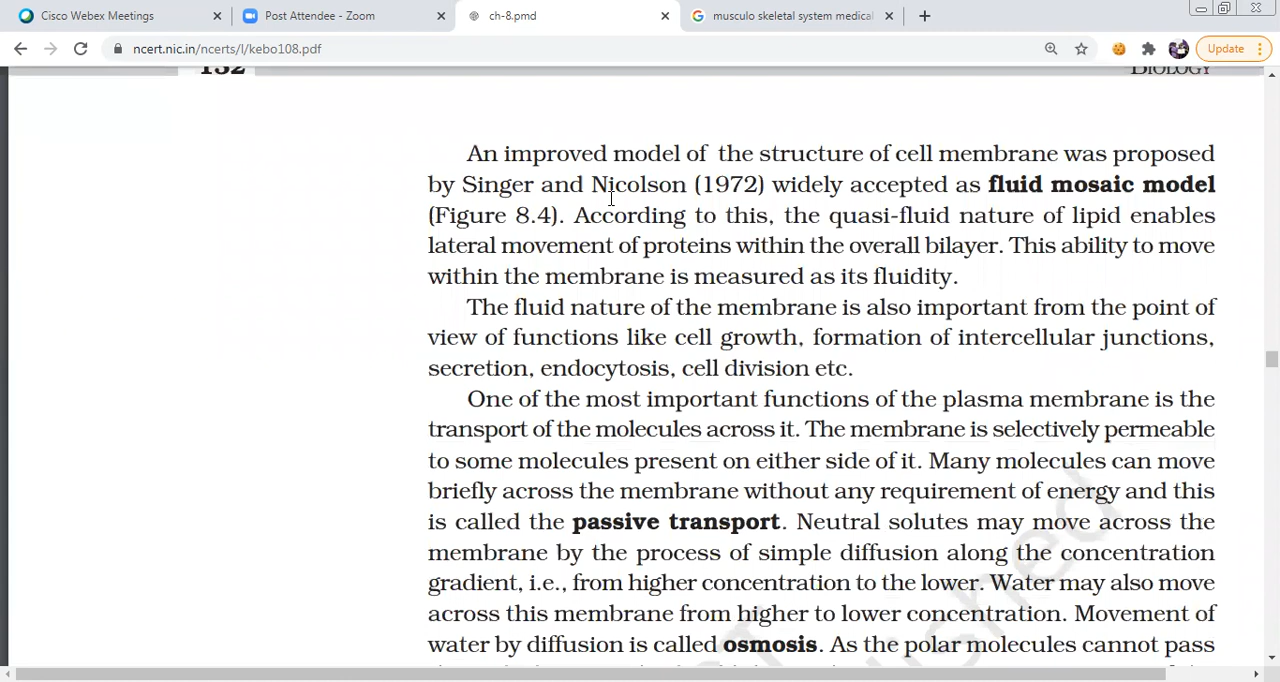 Cisco Webex Meetings
Post Attendee - Zoom
ch-8.pmd
musculo skeletal system medical
ncert.nic.in/ncerts/l/kebo108.pdf
Update
132
BIOLOGY
An improved model of the structure of cell membrane was proposed
by Singer and Nicolson (1972) widely accepted as fluid mosaic model
(Figure 8.4). According to this, the quasi-fluid nature of lipid enables
lateral movement of proteins within the overall bilayer. This ability to move
within the membrane is measured as its fluidity.
The fluid nature of the membrane is also important from the point of
view of functions like cell growth, formation of intercellular junctions,
secretion, endocytosis, cell division etc.
One of the most important functions of the plasma membrane is the
transport of the molecules across it. The membrane is selectively permeable
to some molecules present on either side of it. Many molecules can move
briefly across the membrane without any requirement of energy and this
is called the passive transport. Neutral solutes may move across the
membrane by the process of simple diffusion along the concentration
gradient, i.e., from higher concentration to the lower. Water may also move
across this membrane from higher to lower concentration. Movement of
water by diffusion is called osmosis. As the polar molecules cannot pass